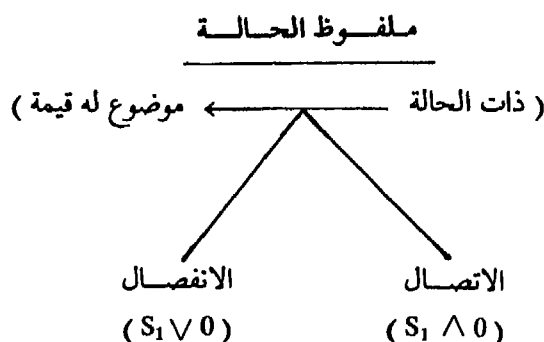 ملفوظ الحالة
( ذات الحالة ← موضوع له قيمة )
الاتصال الانفصال
( S₁ ∧ 0 ) ( S₁ ∨ 0 )